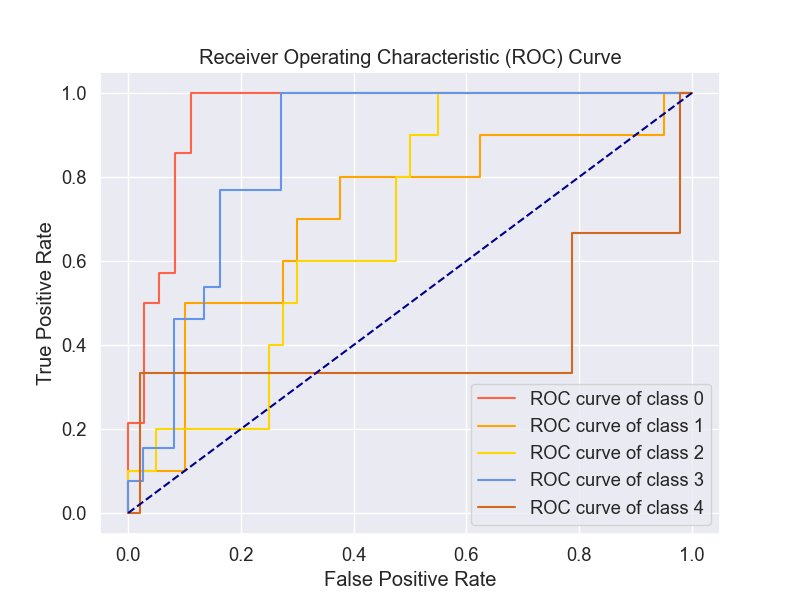 Receiver Operating Characteristic (ROC) Curve
True Positive Rate
1.0
0.8
0.6
0.4
0.2
0.0
ROC curve of class 0
ROC curve of class 1
ROC curve of class 2
ROC curve of class 3
ROC curve of class 4
0.0 0.2 0.4 0.6 0.8 1.0
False Positive Rate